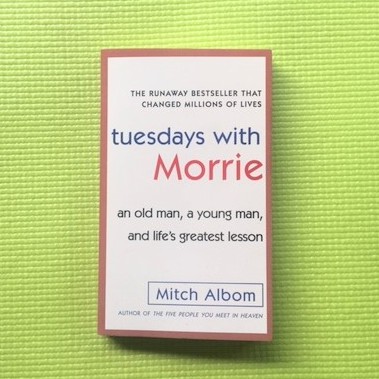 THE RUNAWAY BESTSELLER THAT
CHANGED MILLIONS OF LIVES
tuesdays with
Morrie
an old man, a young man,
and life's greatest lesson
Mitch Albom
AUTHOR OF THE FIVE PEOPLE YOU MEET IN HEAVEN